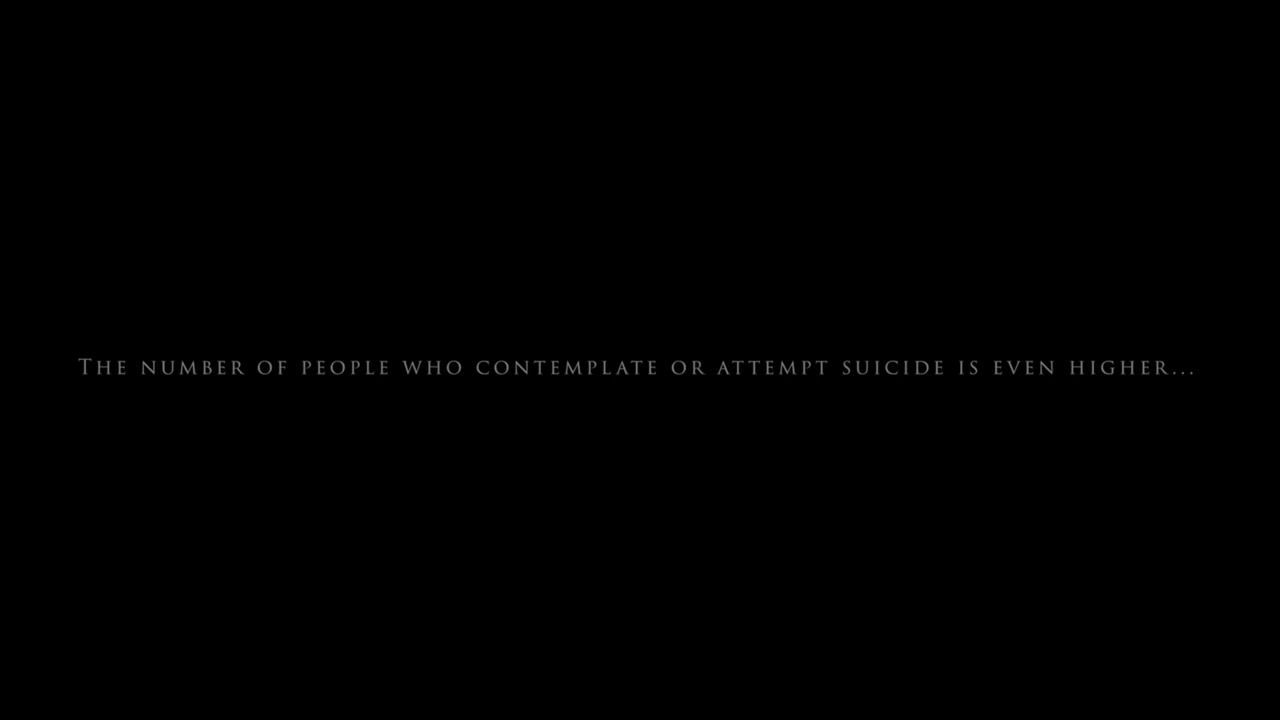 The number of people who contemplate or attempt suicide is even higher...